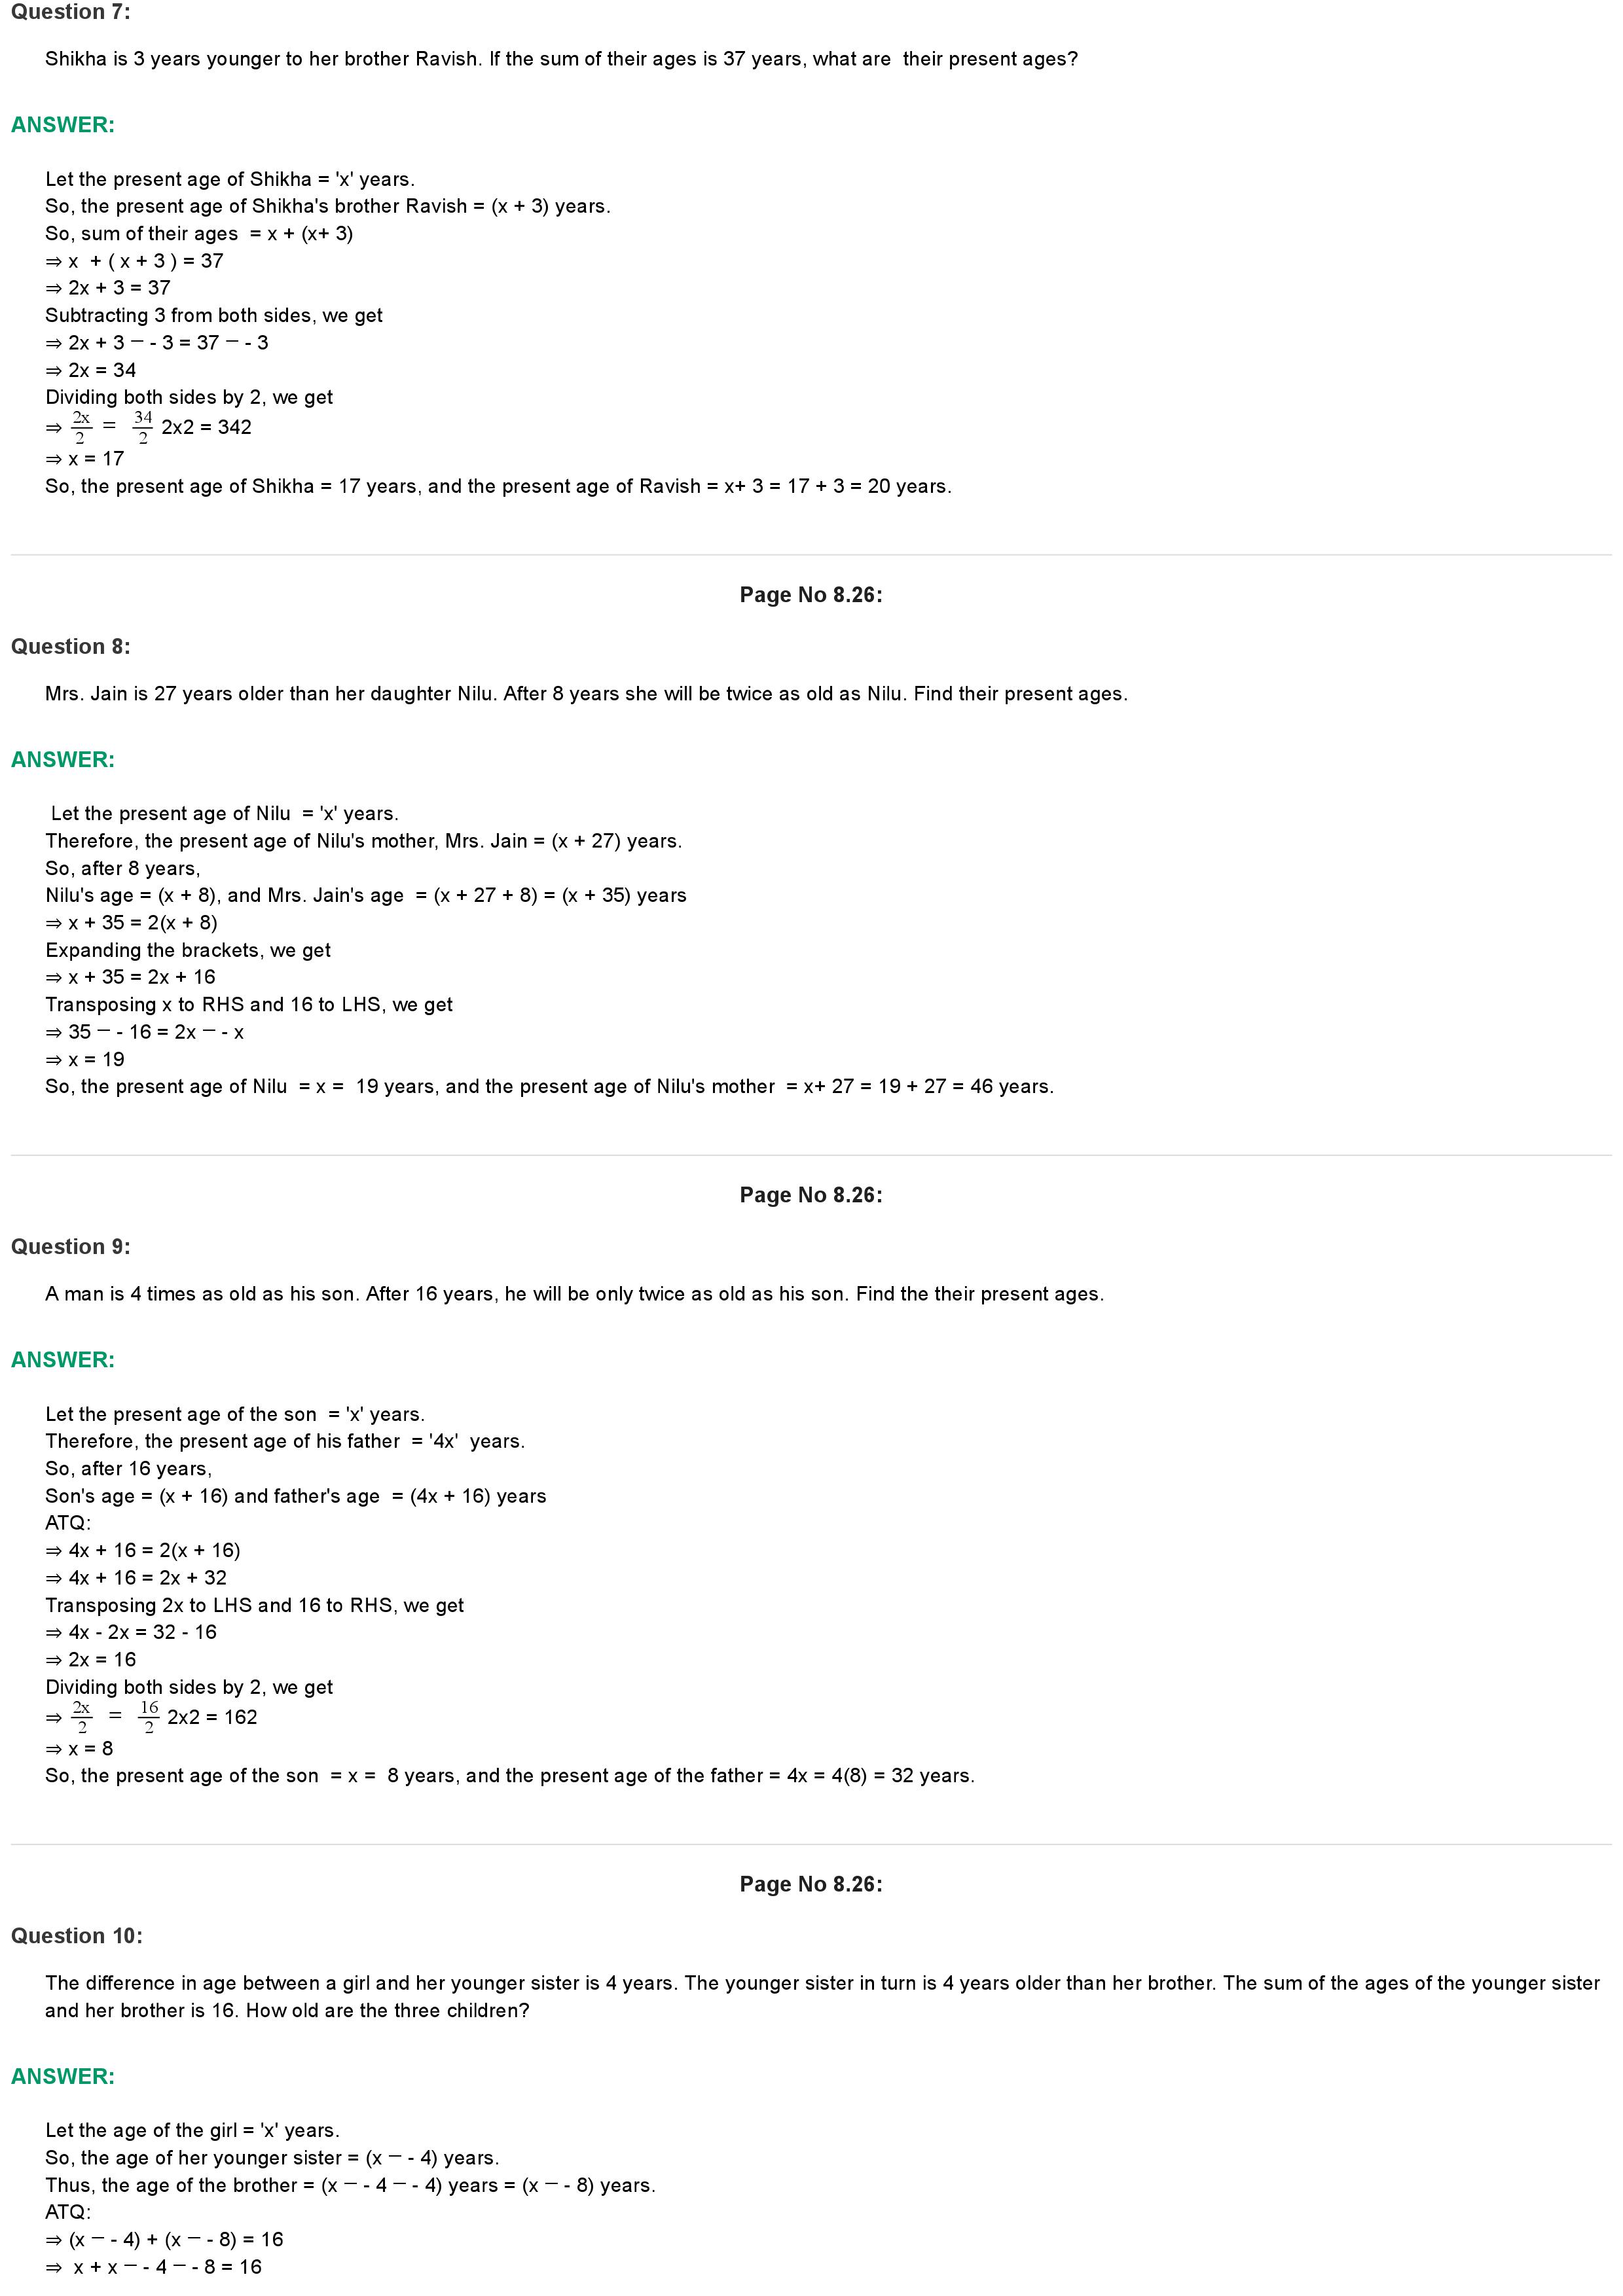 Question 7:
Shikha is 3 years younger to her brother Ravish. If the sum of their ages is 37 years, what are  their present ages?
ANSWER:
Let the present age of Shikha = 'x' years.
So, the present age of Shikha's brother Ravish = (x + 3) years.
So, sum of their ages  = x + (x+ 3)
⇒ x  + ( x + 3 ) = 37
⇒ 2x + 3 = 37
Subtracting 3 from both sides, we get
⇒ 2x + 3 − - 3 = 37 − - 3
⇒ 2x = 34
Dividing both sides by 2, we get
⇒ 2x/2 = 34/2 2x2 = 342
⇒ x = 17
So, the present age of Shikha = 17 years, and the present age of Ravish = x+ 3 = 17 + 3 = 20 years.
Page No 8.26:
Question 8:
Mrs. Jain is 27 years older than her daughter Nilu. After 8 years she will be twice as old as Nilu. Find their present ages.
ANSWER:
Let the present age of Nilu  = 'x' years.
Therefore, the present age of Nilu's mother, Mrs. Jain = (x + 27) years.
So, after 8 years,
Nilu's age = (x + 8), and Mrs. Jain's age  = (x + 27 + 8) = (x + 35) years
⇒ x + 35 = 2(x + 8)
Expanding the brackets, we get
⇒ x + 35 = 2x + 16
Transposing x to RHS and 16 to LHS, we get
⇒ 35 − - 16 = 2x − - x
⇒ x = 19
So, the present age of Nilu  = x =  19 years, and the present age of Nilu's mother  = x+ 27 = 19 + 27 = 46 years.
Page No 8.26:
Question 9:
A man is 4 times as old as his son. After 16 years, he will be only twice as old as his son. Find the their present ages.
ANSWER:
Let the present age of the son  = 'x' years.
Therefore, the present age of his father  = '4x'  years.
So, after 16 years,
Son's age = (x + 16) and father's age  = (4x + 16) years
ATQ:
⇒ 4x + 16 = 2(x + 16)
⇒ 4x + 16 = 2x + 32
Transposing 2x to LHS and 16 to RHS, we get
⇒ 4x - 2x = 32 - 16
⇒ 2x = 16
Dividing both sides by 2, we get
⇒ 2x/2 = 16/2 2x2 = 162
⇒ x = 8
So, the present age of the son  = x =  8 years, and the present age of the father = 4x = 4(8) = 32 years.
Page No 8.26:
Question 10:
The difference in age between a girl and her younger sister is 4 years. The younger sister in turn is 4 years older than her brother. The sum of the ages of the younger sister
and her brother is 16. How old are the three children?
ANSWER:
Let the age of the girl = 'x' years.
So, the age of her younger sister = (x − - 4) years.
Thus, the age of the brother = (x − - 4 − - 4) years = (x − - 8) years.
ATQ:
⇒ (x − - 4) + (x − - 8) = 16
⇒  x + x − - 4 − - 8 = 16